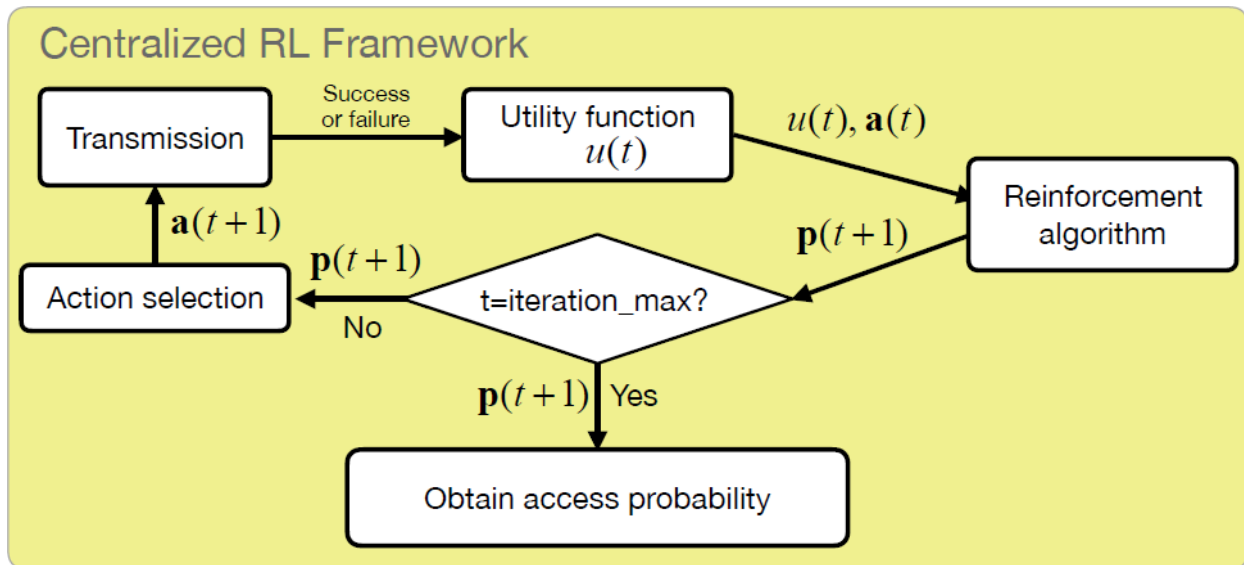 Centralized RL Framework
Transmission
Success
or failure
Utility function
u(t)
u(t), a(t)
Reinforcement
algorithm
p(t+1)
t=iteration_max?
p(t+1)
No
Action selection
a(t+1)
p(t+1)
Yes
Obtain access probability